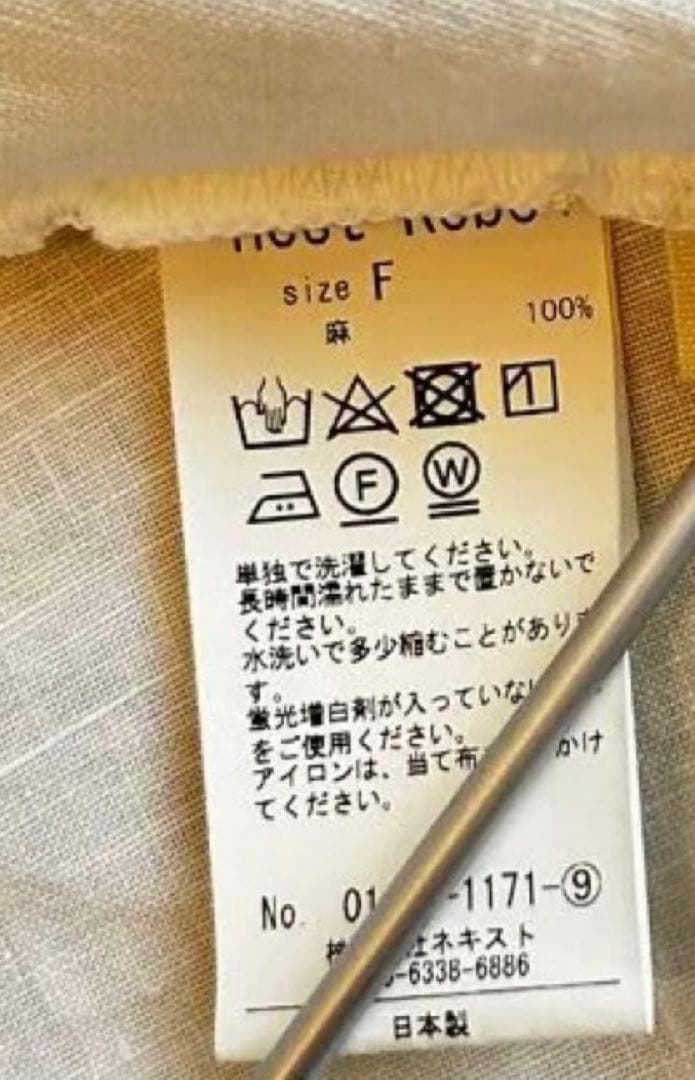 size F
麻 100%
F W
単独で洗濯してください。
長時間濡れたままで置かないで
ください。
水洗いで多少縮むことがあり
す。
蛍光増白剤が入っていな
をご使用ください。
アイロンは、当て布 かけ
てください。
No. 01 -1171-⑨
社ネキスト
-6338-6886
日本製